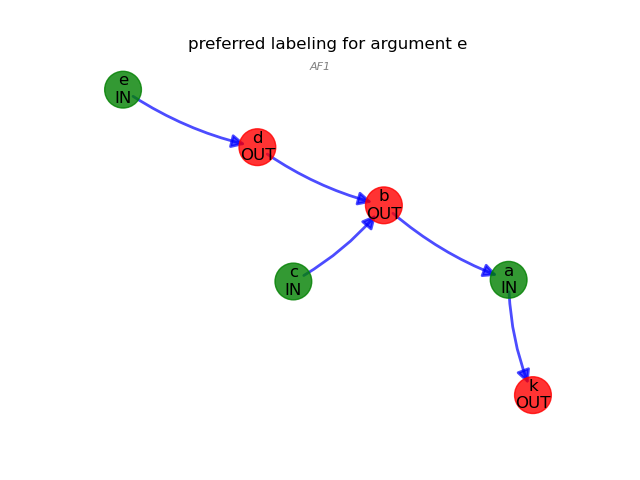 preferred labeling for argument e
AF1
e
IN
d
OUT
b
OUT
c
IN
a
IN
k
OUT